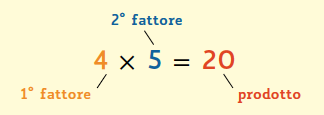 2° fattore
4 × 5 = 20
1° fattore
prodotto